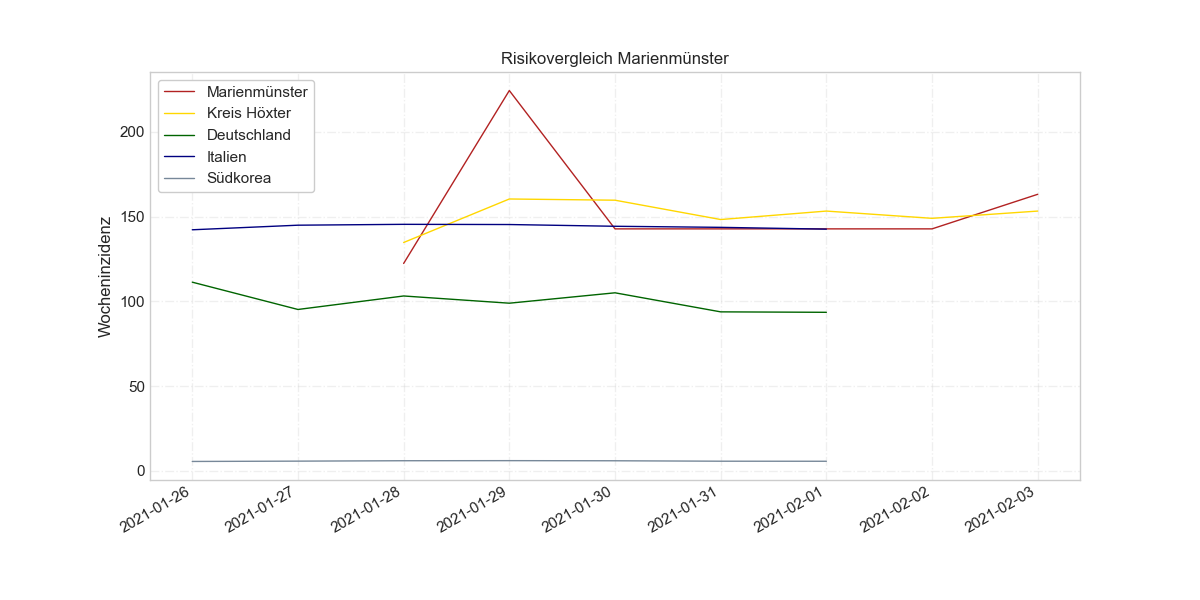 Risikovergleich Marienmünster
Marienmünster
Kreis Höxter
Deutschland
Italien
Südkorea
Wocheninzidenz
200
150
100
50
0
2021-01-26
2021-01-27
2021-01-28
2021-01-29
2021-01-30
2021-01-31
2021-02-01
2021-02-02
2021-02-03